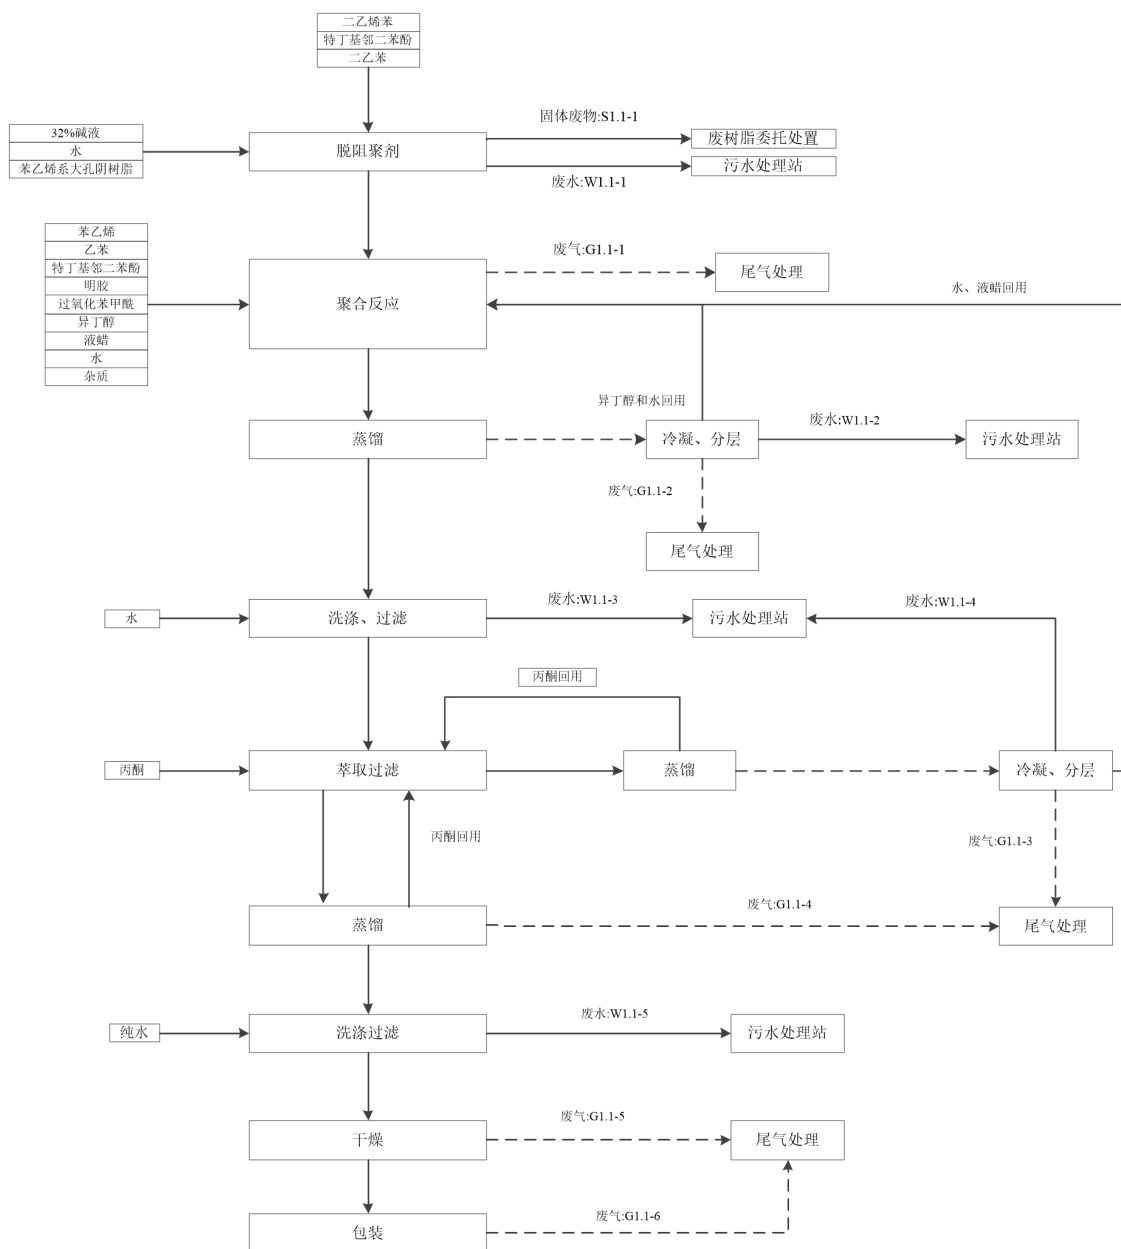 二乙烯苯
特丁基邻二苯酚
二乙苯
固体废物:S1.1-1
32%碱液
水
苯乙烯系大孔阴树脂
脱阻聚剂
废树脂委托处置
污水处理站
废水:W1.1-1
苯乙烯
乙苯
特丁基邻二苯酚
明胶
过氧化苯甲酰
异丁醇
液蜡
水
杂质
废气:G1.1-1
尾气处理
聚合反应
水、液蜡回用
异丁醇和水回用
废水:W1.1-2
蒸馏
冷凝、分层
污水处理站
废气:G1.1-2
尾气处理
废水:W1.1-3
废水:W1.1-4
水
洗涤、过滤
污水处理站
丙酮回用
丙酮
萃取过滤
蒸馏
冷凝、分层
丙酮回用
废气:G1.1-3
废气:G1.1-4
蒸馏
尾气处理
废水:W1.1-5
纯水
洗涤过滤
污水处理站
废气:G1.1-5
干燥
尾气处理
废气:G1.1-6
包装